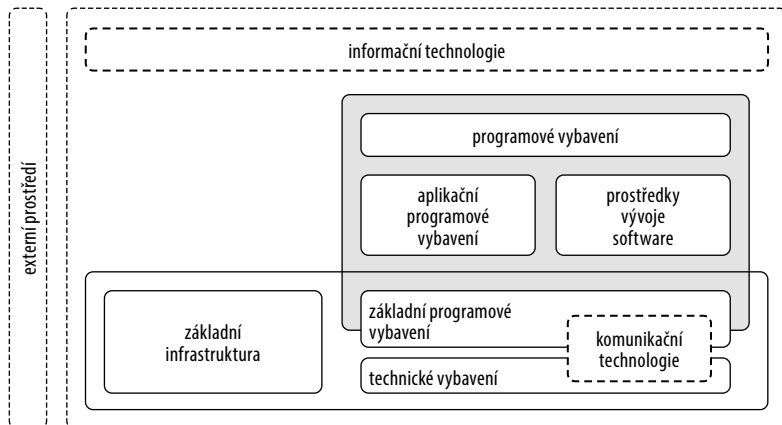 externí prostředí
informační technologie
programové vybavení
aplikační
programové
vybavení
prostředky
vývoje
software
základní
infrastruktura
základní programové
vybavení
komunikační
technologie
technické vybavení